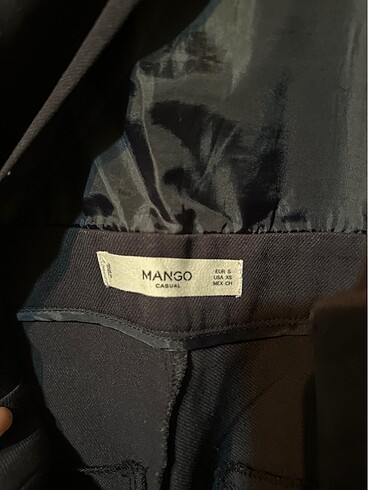 MANGO
CASUAL
EUR S
USA XS
MEX CH